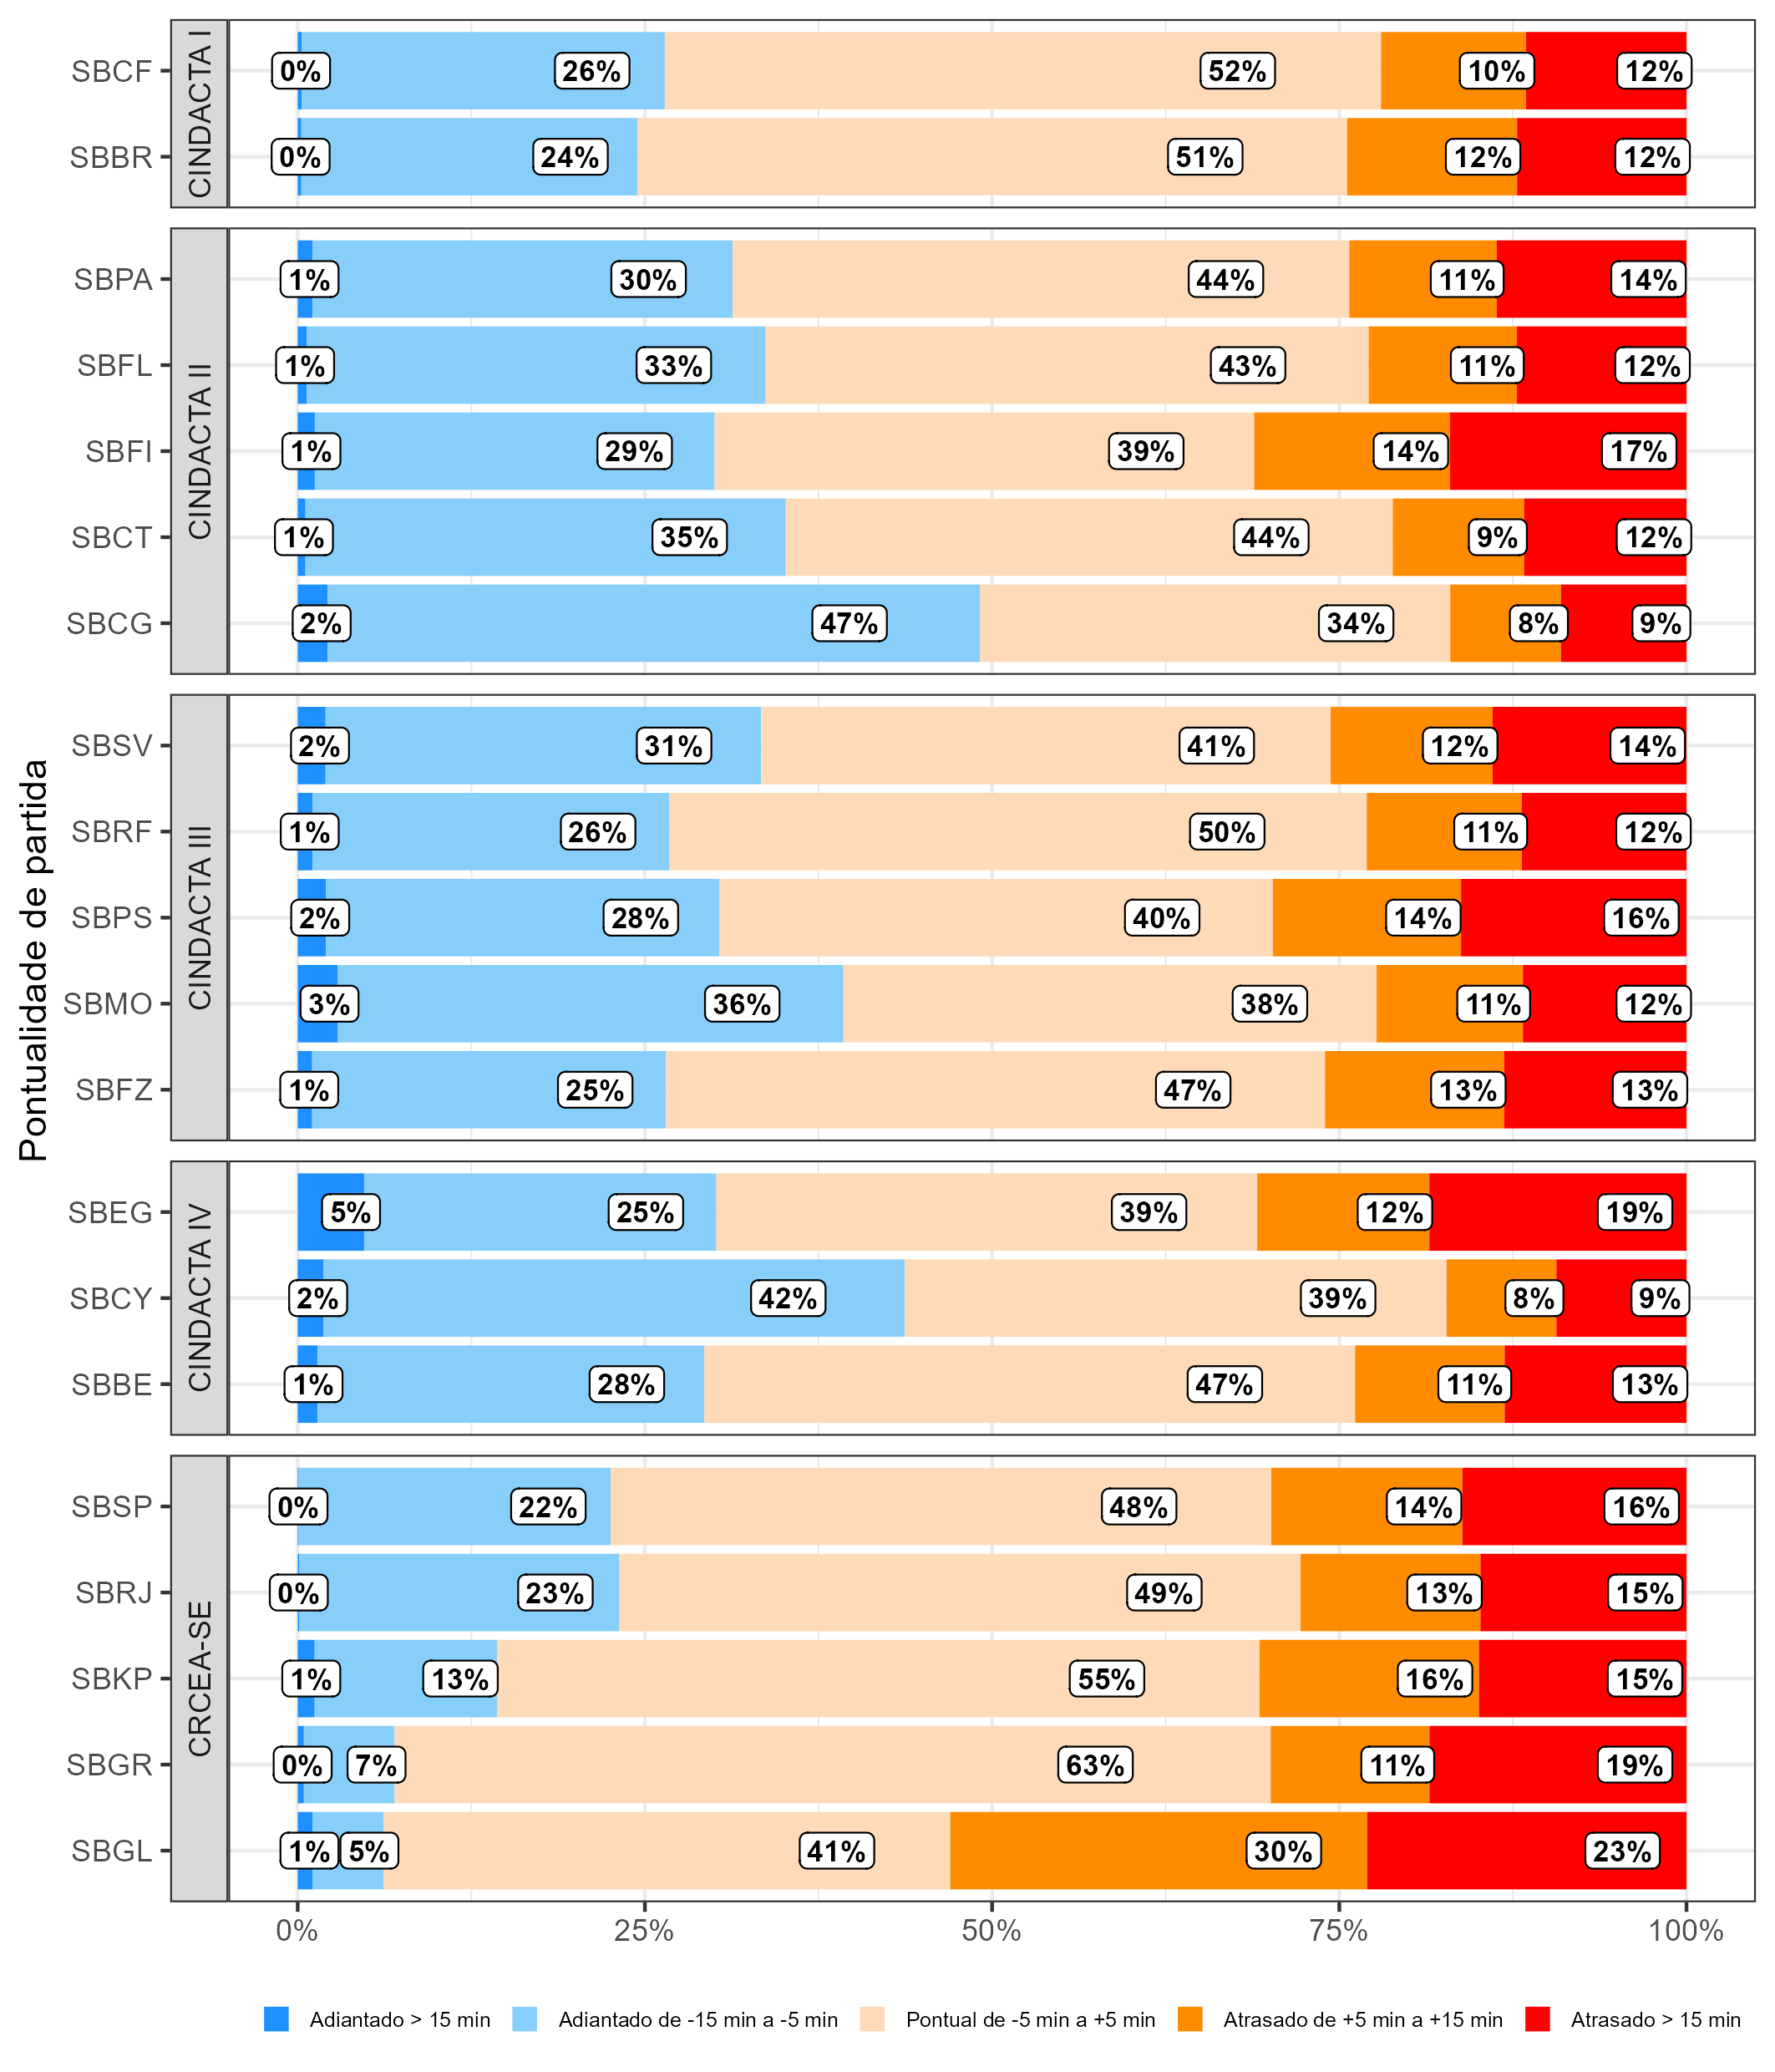 Pontualidade de partida
CINDACTA I
SBCF 0% 26% 52% 10% 12%
SBBR 0% 24% 51% 12% 12%
CINDACTA II
SBPA 1% 30% 44% 11% 14%
SBFL 1% 33% 43% 11% 12%
SBFI 1% 29% 39% 14% 17%
SBCT 1% 35% 44% 9% 12%
SBCG 2% 47% 34% 8% 9%
CINDACTA III
SBSV 2% 31% 41% 12% 14%
SBRF 1% 26% 50% 11% 12%
SBPS 2% 28% 40% 14% 16%
SBMO 3% 36% 38% 11% 12%
SBFZ 1% 25% 47% 13% 13%
CINDACTA IV
SBEG 5% 25% 39% 12% 19%
SBCY 2% 42% 39% 8% 9%
SBBE 1% 28% 47% 11% 13%
CRCEA-SE
SBSP 0% 22% 48% 14% 16%
SBRJ 0% 23% 49% 13% 15%
SBKP 1% 13% 55% 16% 15%
SBGR 0% 7% 63% 11% 19%
SBGL 1% 5% 41% 30% 23%
0% 25% 50% 75% 100%
Adiantado > 15 min Adiantado de -15 min a -5 min Pontual de -5 min a +5 min Atrasado de +5 min a +15 min Atrasado > 15 min